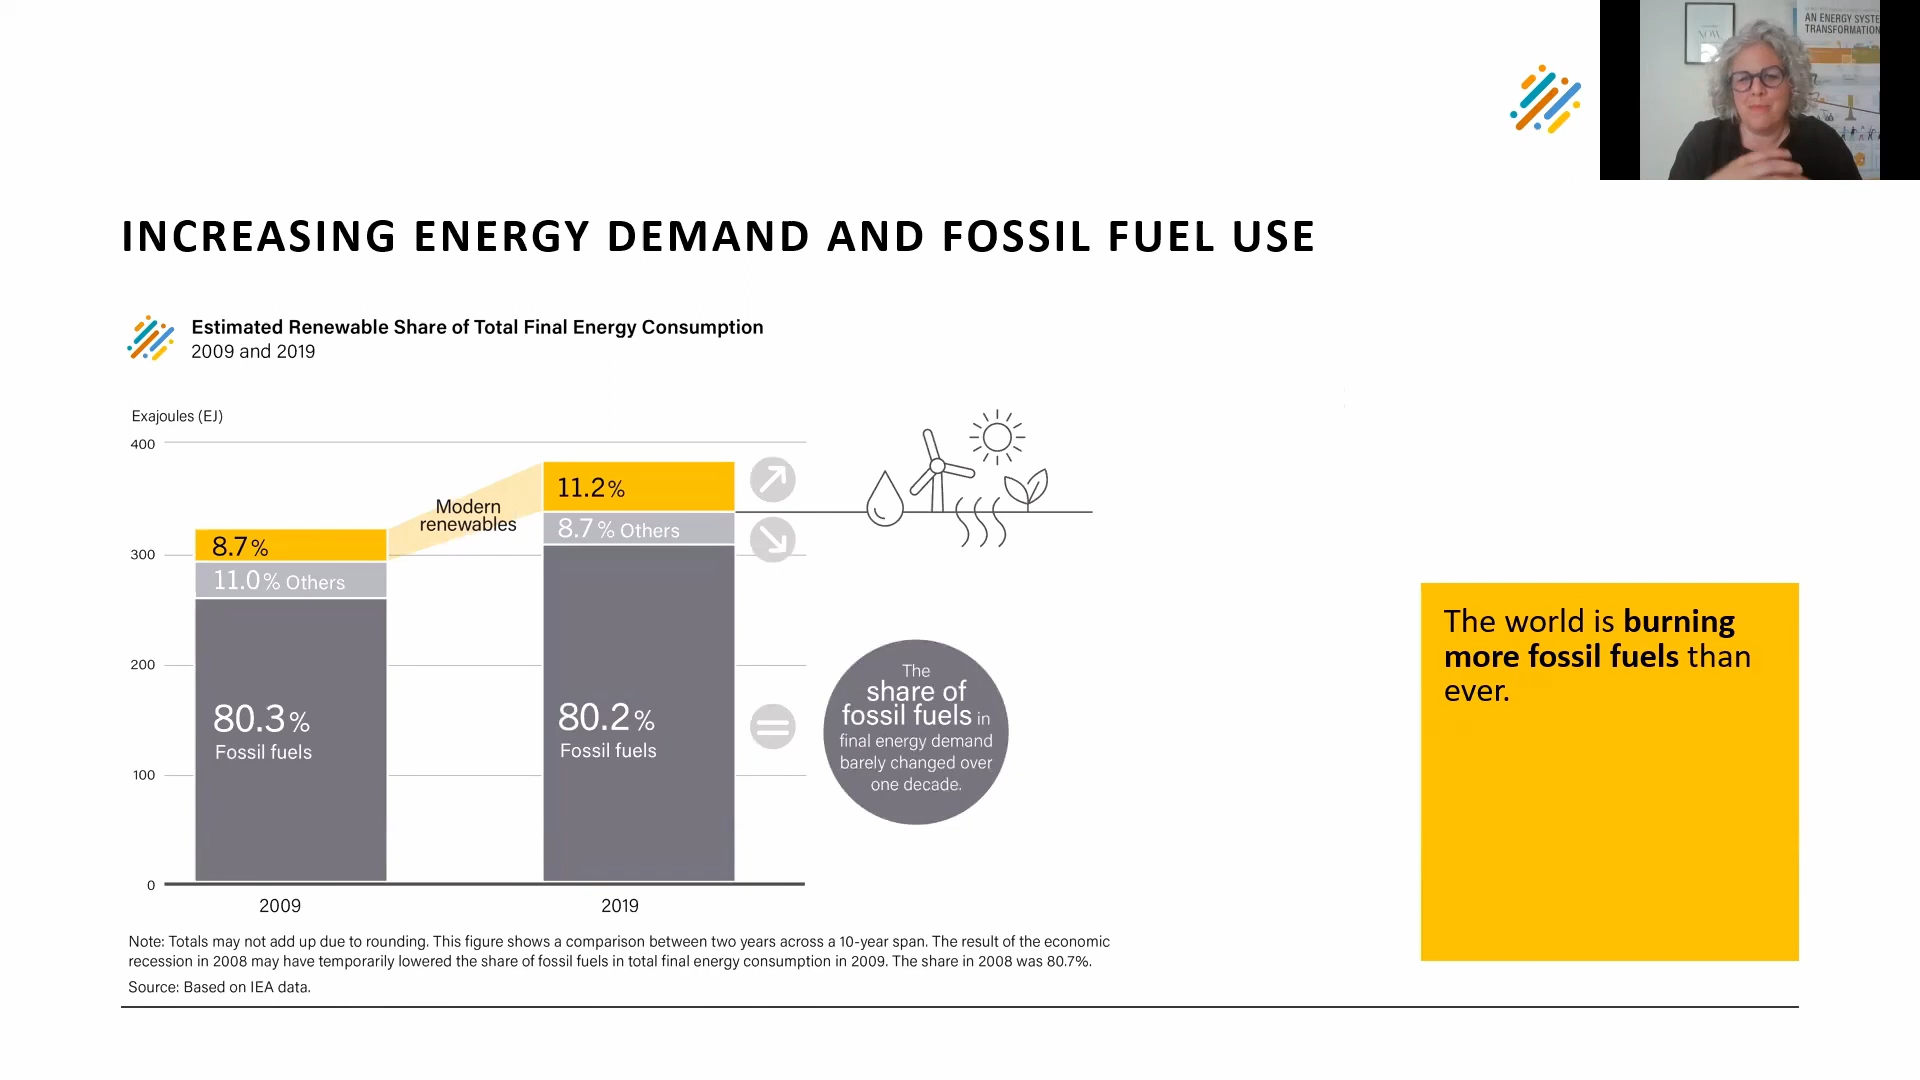 AN ENERGY SYSTE
TRANSFORMATION
NOW
INCREASING ENERGY DEMAND AND FOSSIL FUEL USE
Estimated Renewable Share of Total Final Energy Consumption
2009 and 2019
Exajoules (EJ)
400
300
200
100
0
8.7%
11.0% Others
80.3%
Fossil fuels
Modern
renewables
11.2%
8.7% Others
80.2%
Fossil fuels
2009
2019
The
share of
fossil fuels in
final energy demand
barely changed over
one decade.
The world is burning
more fossil fuels than
ever.
Note: Totals may not add up due to rounding. This figure shows a comparison between two years across a 10-year span. The result of the economic
recession in 2008 may have temporarily lowered the share of fossil fuels in total final energy consumption in 2009. The share in 2008 was 80.7%.
Source: Based on IEA data.